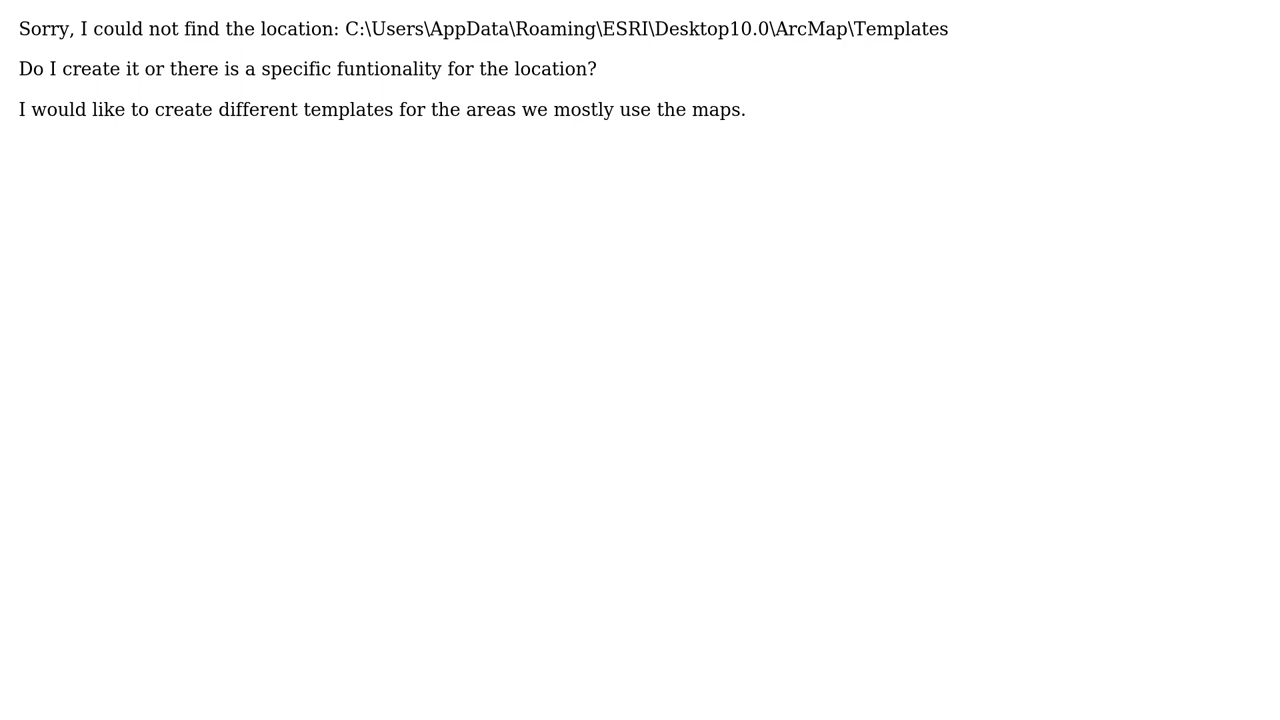 Sorry, I could not find the location: C:\Users\AppData\Roaming\ESRI\Desktop10.0\ArcMap\Templates
Do I create it or there is a specific funtionality for the location?
I would like to create different templates for the areas we mostly use the maps.